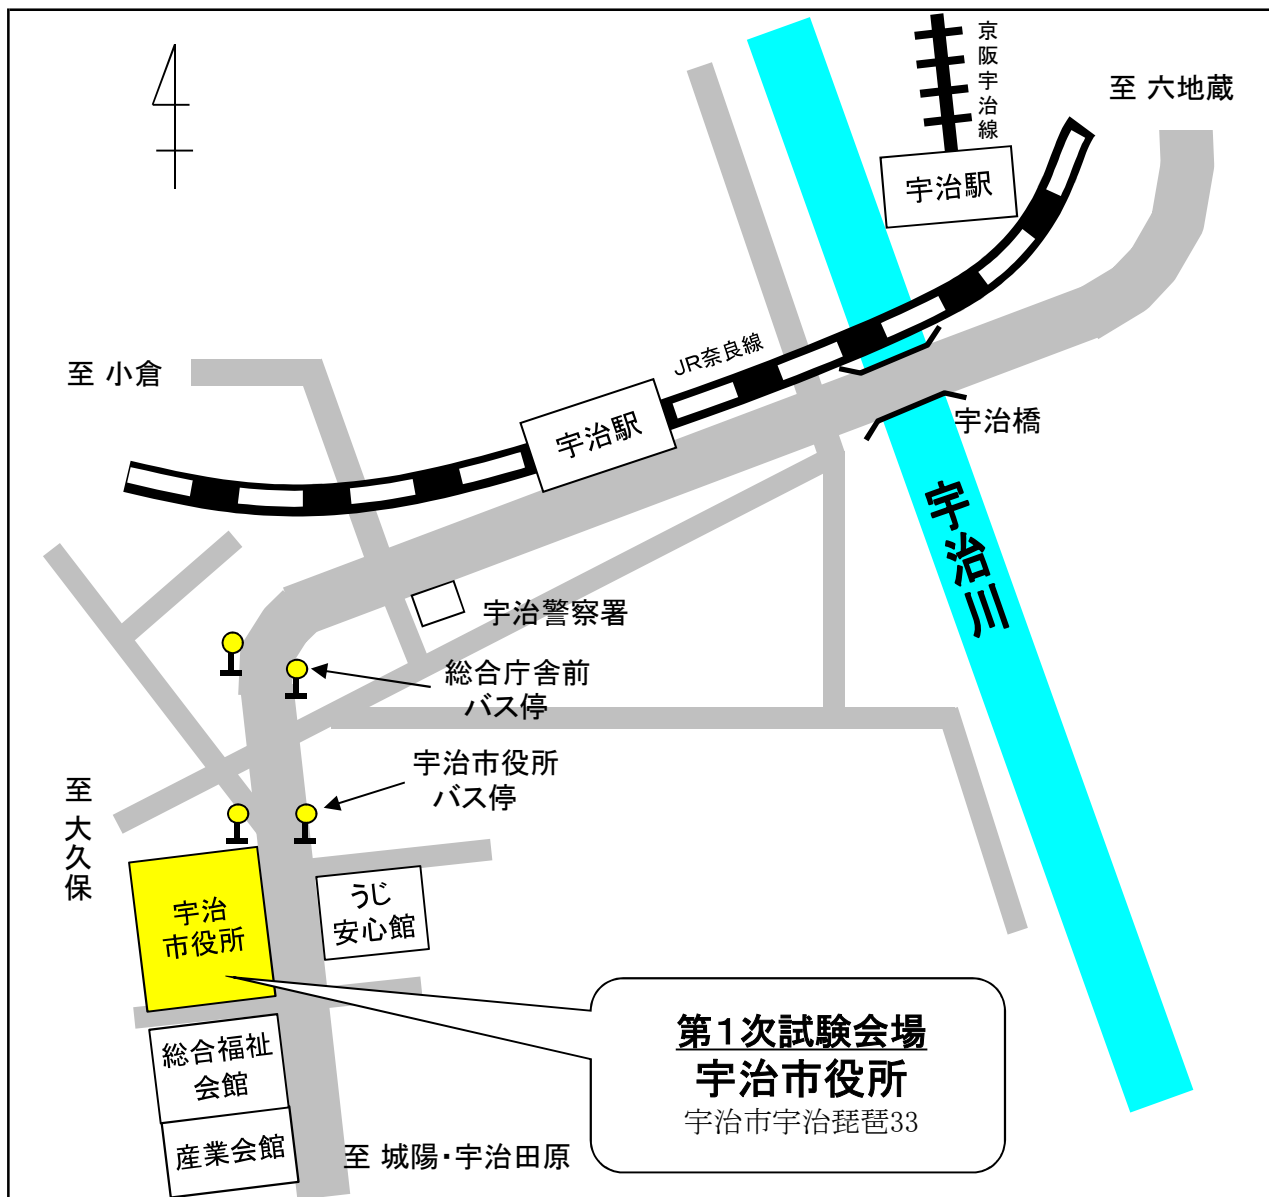 京阪宇治線
至 六地蔵
宇治駅
JR奈良線
至 小倉
宇治駅
宇治橋
宇治川
宇治警察署
総合庁舎前
バス停
宇治市役所
バス停
至 大久保
宇治
市役所
うじ
安心館
第1次試験会場
宇治市役所
宇治市宇治琵琶33
総合福祉
会館
産業会館
至 城陽・宇治田原